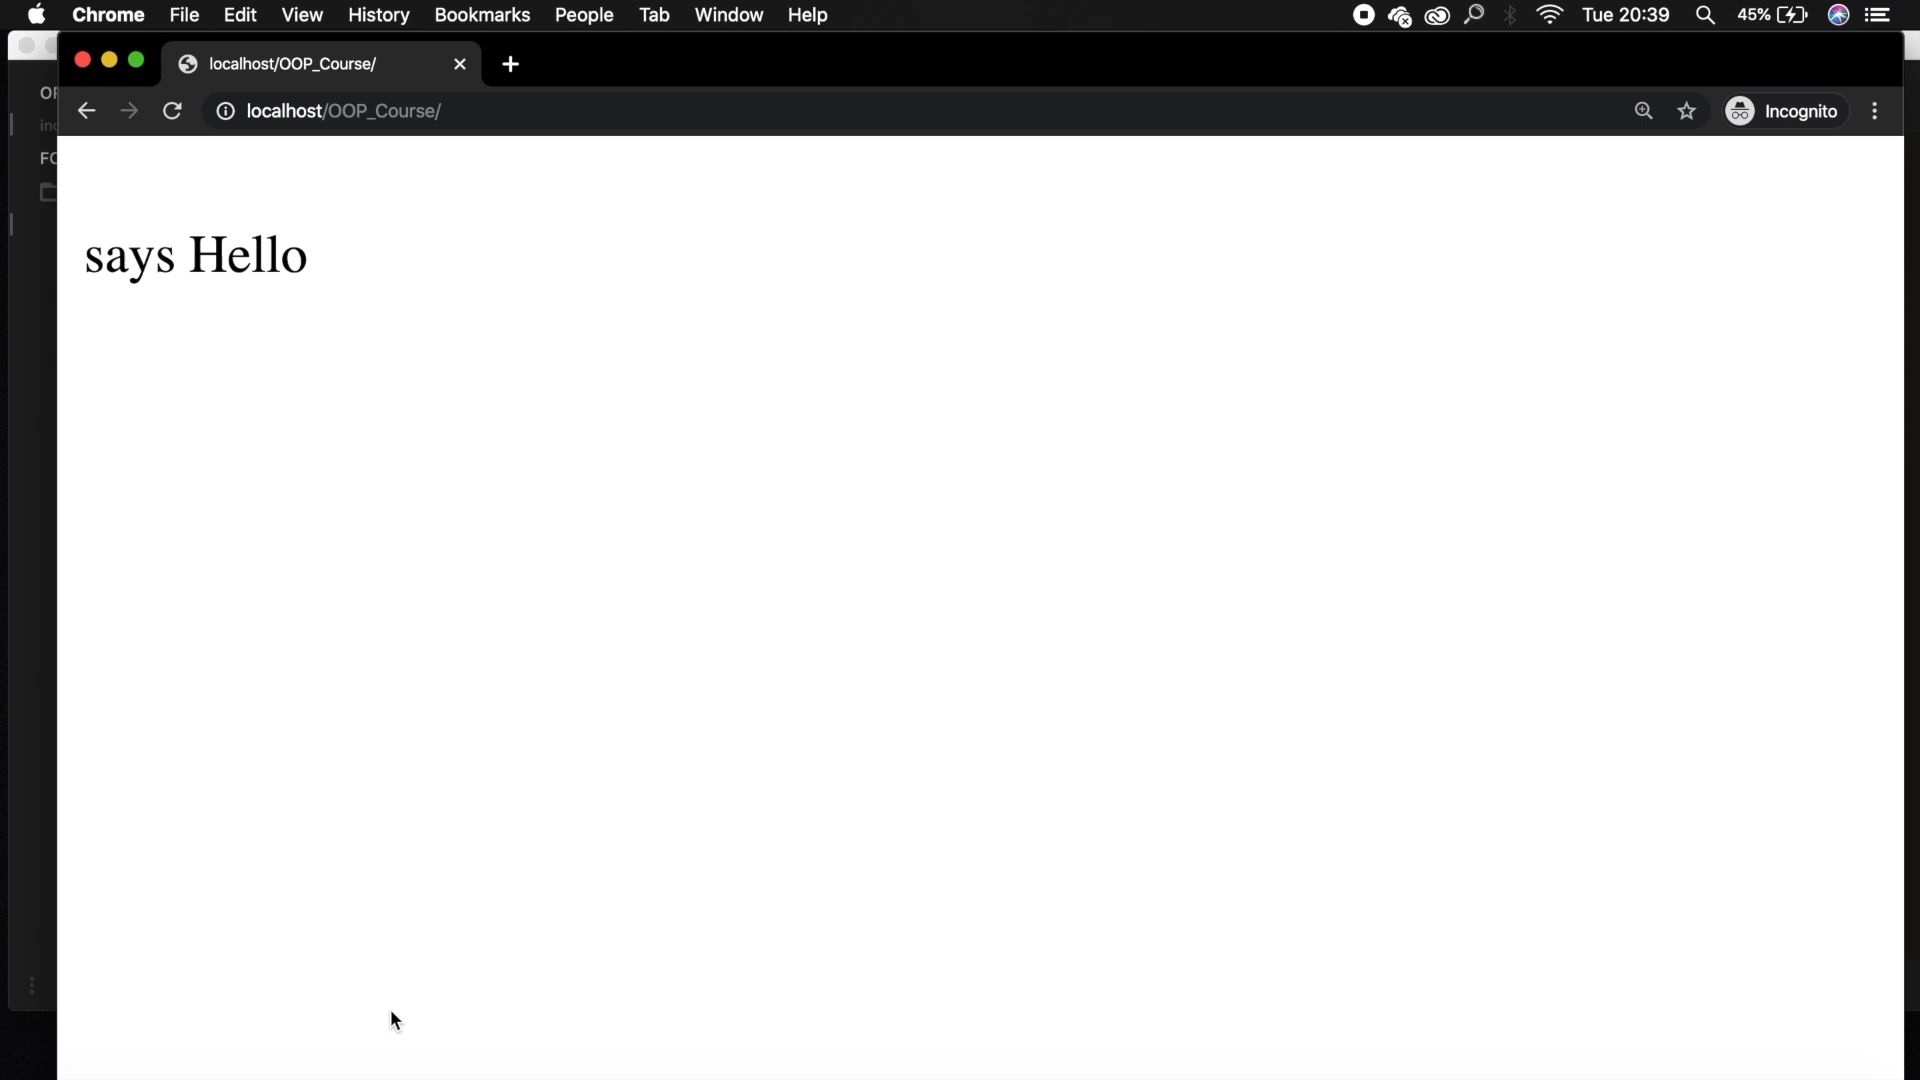 Chrome File Edit View History Bookmarks People Tab Window Help Tue 20:39 45%
localhost/OOP_Course/
localhost/OOP_Course/ Incognito
says Hello